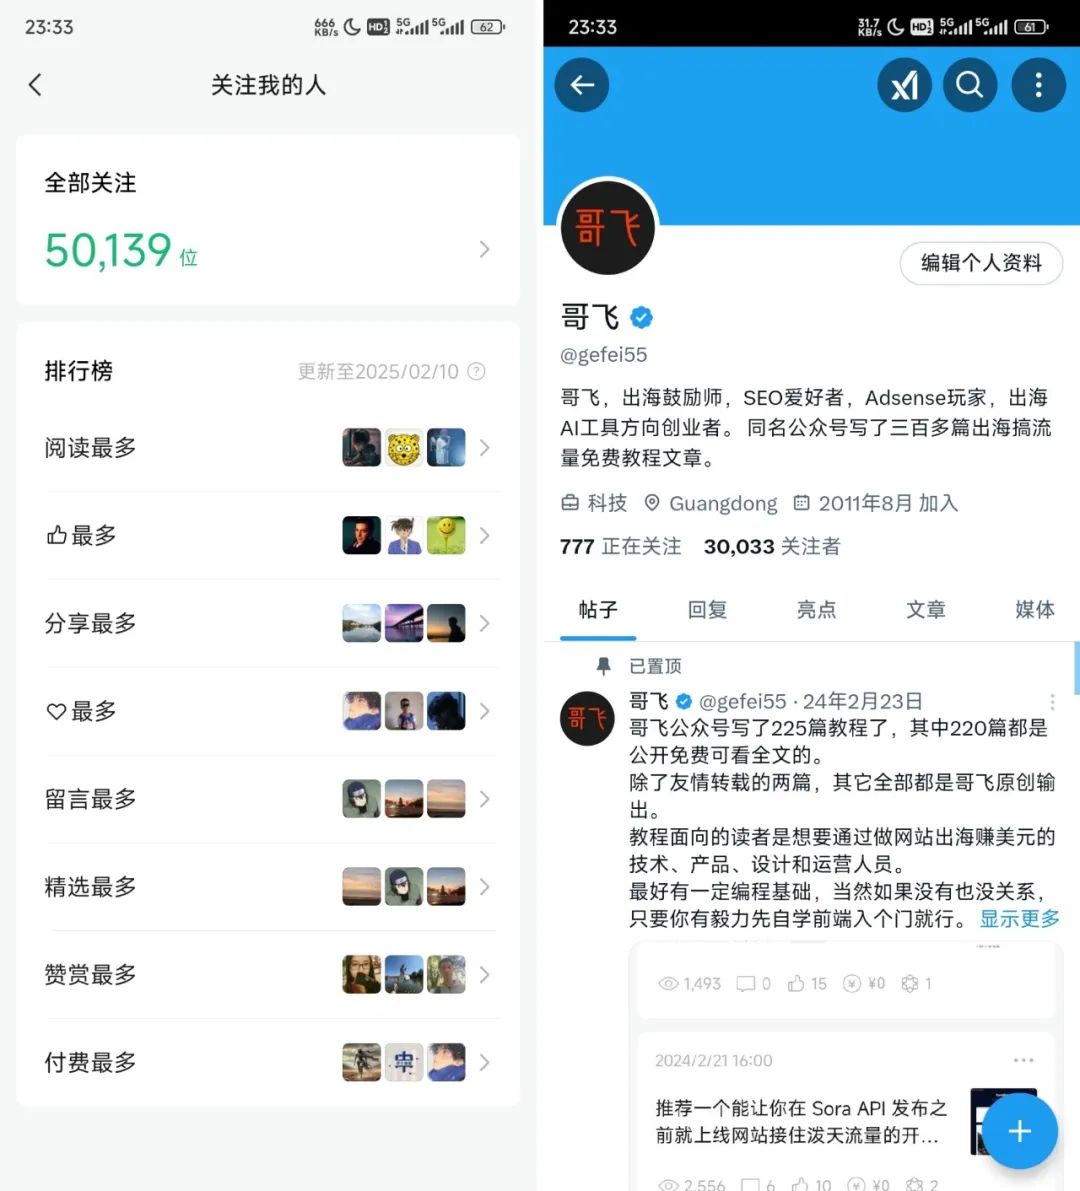 23:33
666 KB/s HD 5G 5G 62
关注我的人
全部关注
50,139 位
排行榜
更新至2025/02/10 ?
阅读最多
最多
分享最多
最多
留言最多
精选最多
赞赏最多
付费最多
23:33
31.7 KB/s HD 5G 5G 61
哥飞
编辑个人资料
哥飞
@gefei55
哥飞，出海鼓励师，SEO爱好者，Adsense玩家，出海
AI工具方向创业者。同名公众号写了三百多篇出海搞流
量免费教程文章。
科技 Guangdong 2011年8月 加入
777 正在关注 30,033 关注者
帖子 回复 亮点 文章 媒体
已置顶
哥飞
哥飞 @gefei55 · 24年2月23日
哥飞公众号写了225篇教程了，其中220篇都是
公开免费可看全文的。
除了友情转载的两篇，其它全部都是哥飞原创输
出。
教程面向的读者是想要通过做网站出海赚美元的
技术、产品、设计和运营人员。
最好有一定编程基础，当然如果没有也没关系，
只要你有毅力先自学前端入个门就行。 显示更多
1,493 0 15 ¥0 1
2024/2/21 16:00
推荐一个能让你在 Sora API 发布之
前就上线网站接住泼天流量的开...
2,556 6 10 ¥0 2